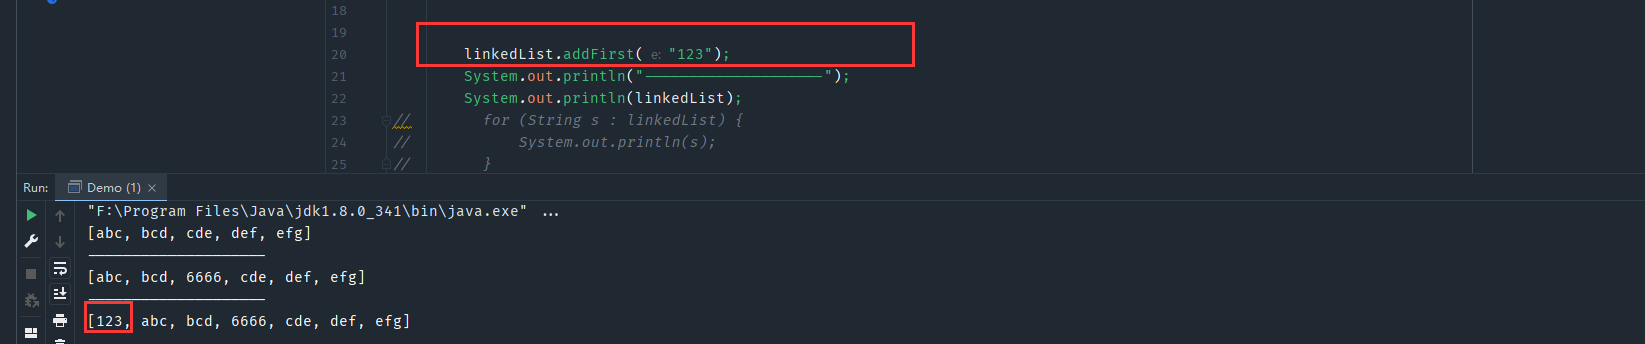 18
19
20 linkedList.addFirst( e: "123");
21 System.out.println("--------------------");
22 System.out.println(linkedList);
23 // for (String s : linkedList) {
24 // System.out.println(s);
25 // }
Run: Demo (1) ×
"F:\Program Files\Java\jdk1.8.0_341\bin\java.exe" ...
[abc, bcd, cde, def, efg]
--------------------
[abc, bcd, 6666, cde, def, efg]
--------------------
[123, abc, bcd, 6666, cde, def, efg]